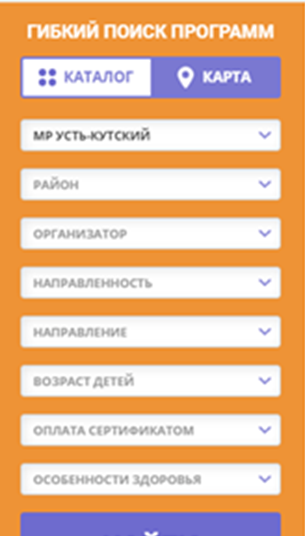 ГИБКИЙ ПОИСК ПРОГРАММ
КАТАЛОГ КАРТА
МР УСТЬ-КУТСКИЙ
РАЙОН
ОРГАНИЗАТОР
НАПРАВЛЕННОСТЬ
НАПРАВЛЕНИЕ
ВОЗРАСТ ДЕТЕЙ
ОПЛАТА СЕРТИФИКАТОМ
ОСОБЕННОСТИ ЗДОРОВЬЯ